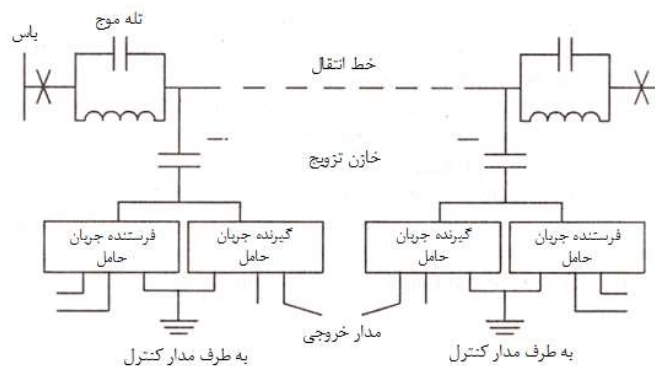 تله موج
باس
خط انتقال
خازن تزویج
فرستنده جریان
حامل
گیرنده جریان
حامل
گیرنده جریان
حامل
فرستنده جریان
حامل
مدار خروجی
به طرف مدار کنترل
به طرف مدار کنترل